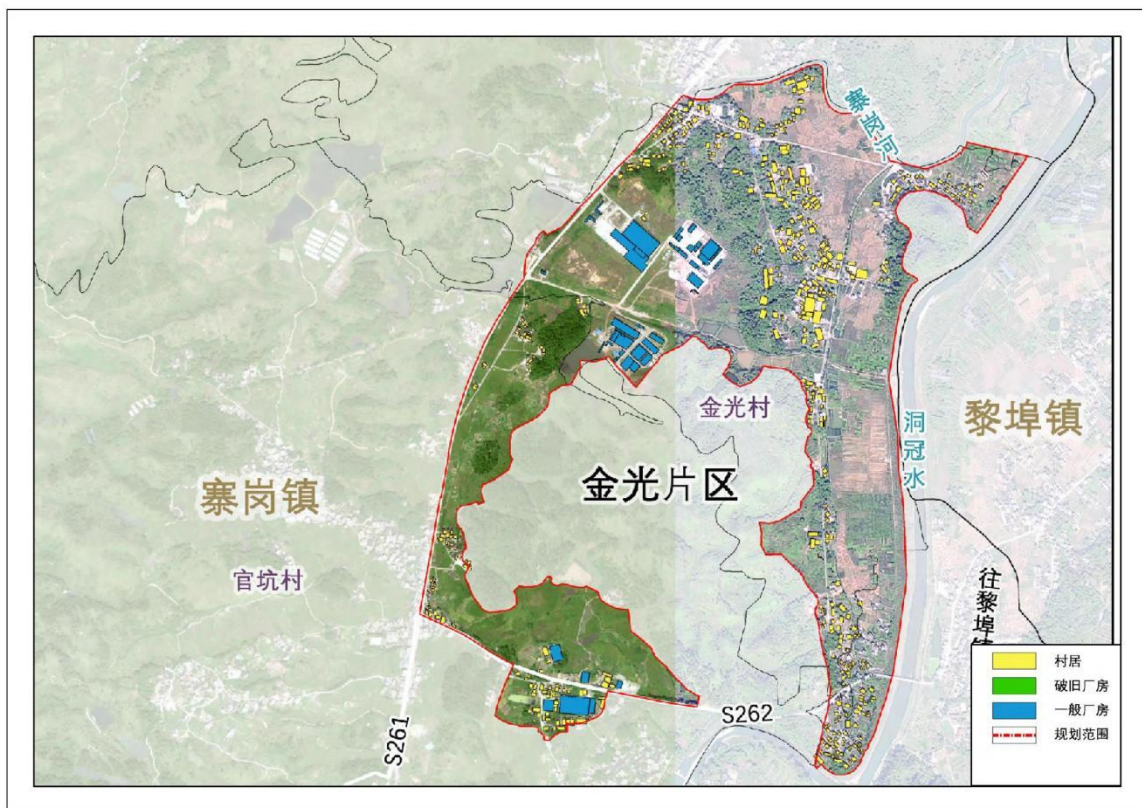 寨岗河
金光村
黎埠镇
洞冠水
金光片区
寨岗镇
官坑村
往黎埠镇
S262
S261
村居
破旧厂房
一般厂房
规划范围